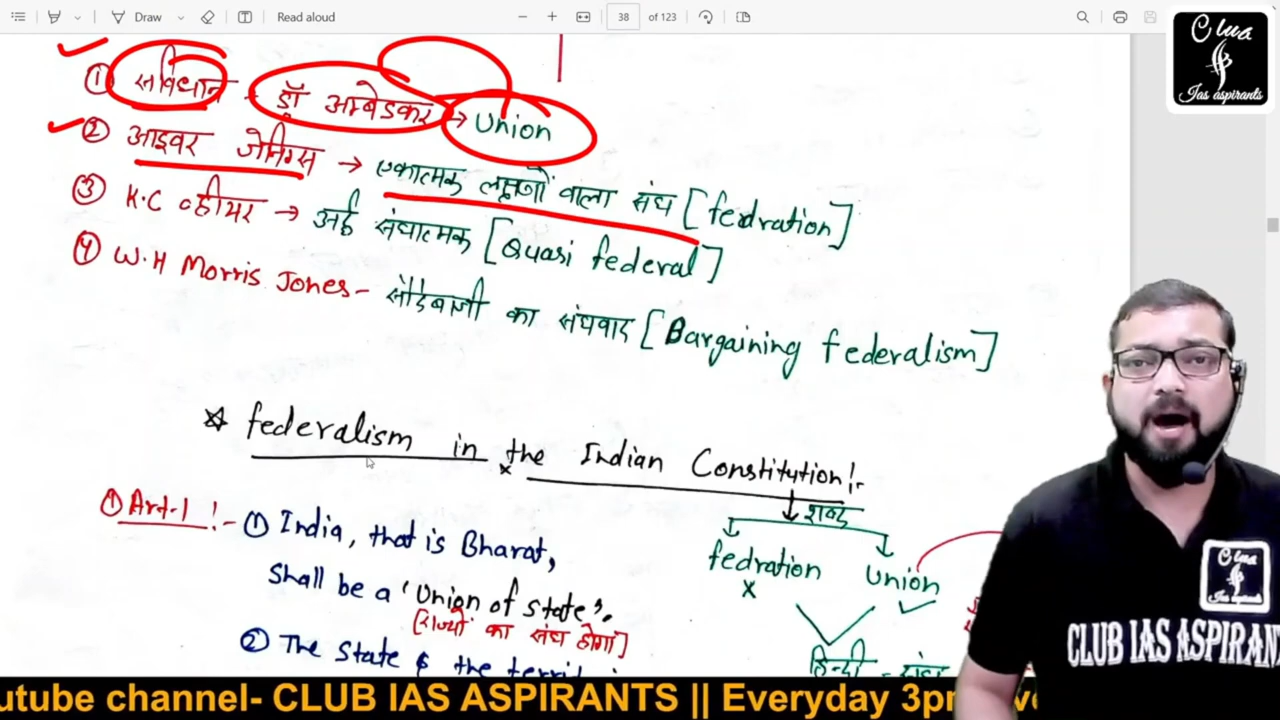 Draw
Read aloud
38 of 123
Clua
Ias aspirants
① संविधान - डॉ अम्बेडकर → Union
② आइवर जेनिंग्स → एकात्मक लक्षणों वाला संघ [fedration]
③ K.C व्हीयर → अर्द्ध संघात्मक [Quasi federal]
④ W.H Morris Jones - सौदेबाजी का संघवाद [Bargaining federalism]
☆ federalism in the Indian Constitution!-
शब्द
fedration
Union
x
① Art-1 !- ① India, that is Bharat,
Shall be a 'Union of State'.
[राज्यों का संघ होगा]
② The State & the
हिन्दी - संघ
Clua
Ias aspirants
CLUB IAS ASPIRAN
utube channel- CLUB IAS ASPIRANTS || Everyday 3pm